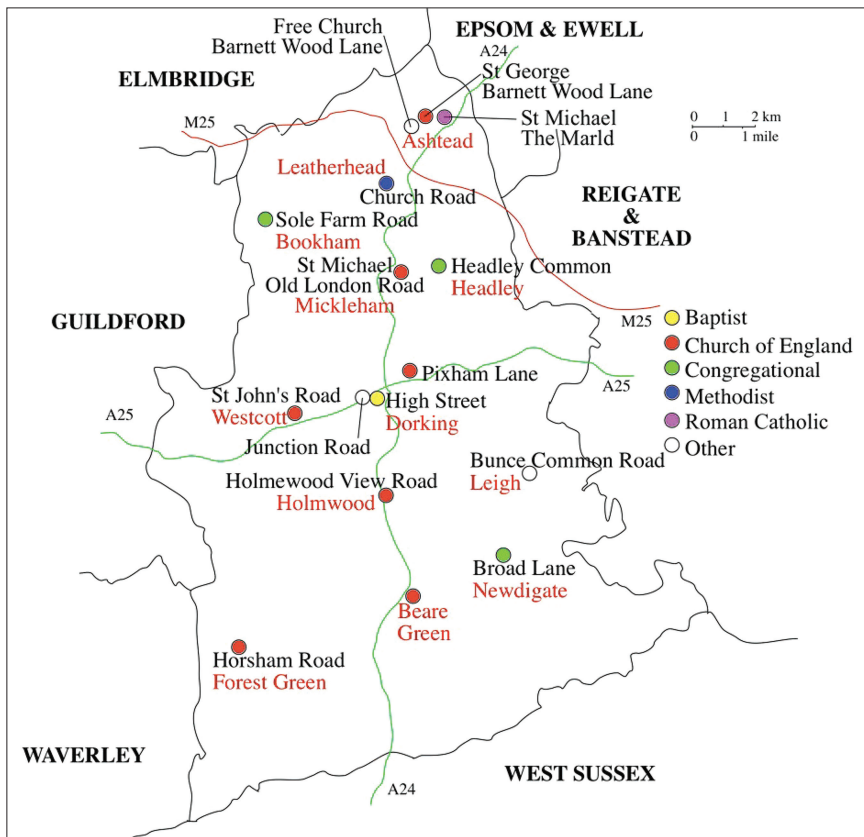 Free Church
Barnett Wood Lane
EPSOM & EWELL
A24
ELMBRIDGE
St George
Barnett Wood Lane
M25
St Michael
The Marld
0 1 2 km
0 1 mile
Ashtead
Leatherhead
Church Road
REIGATE
&
BANSTEAD
Sole Farm Road
Bookham
St Michael
Old London Road
Mickleham
Headley Common
Headley
GUILDFORD
M25
Baptist
Church of England
Congregational
Methodist
Roman Catholic
Other
Pixham Lane
A25
St John's Road
Westcott
High Street
Dorking
A25
Junction Road
Bunce Common Road
Leigh
Holmewood View Road
Holmwood
Broad Lane
Newdigate
Beare
Green
Horsham Road
Forest Green
WAVERLEY
WEST SUSSEX
A24